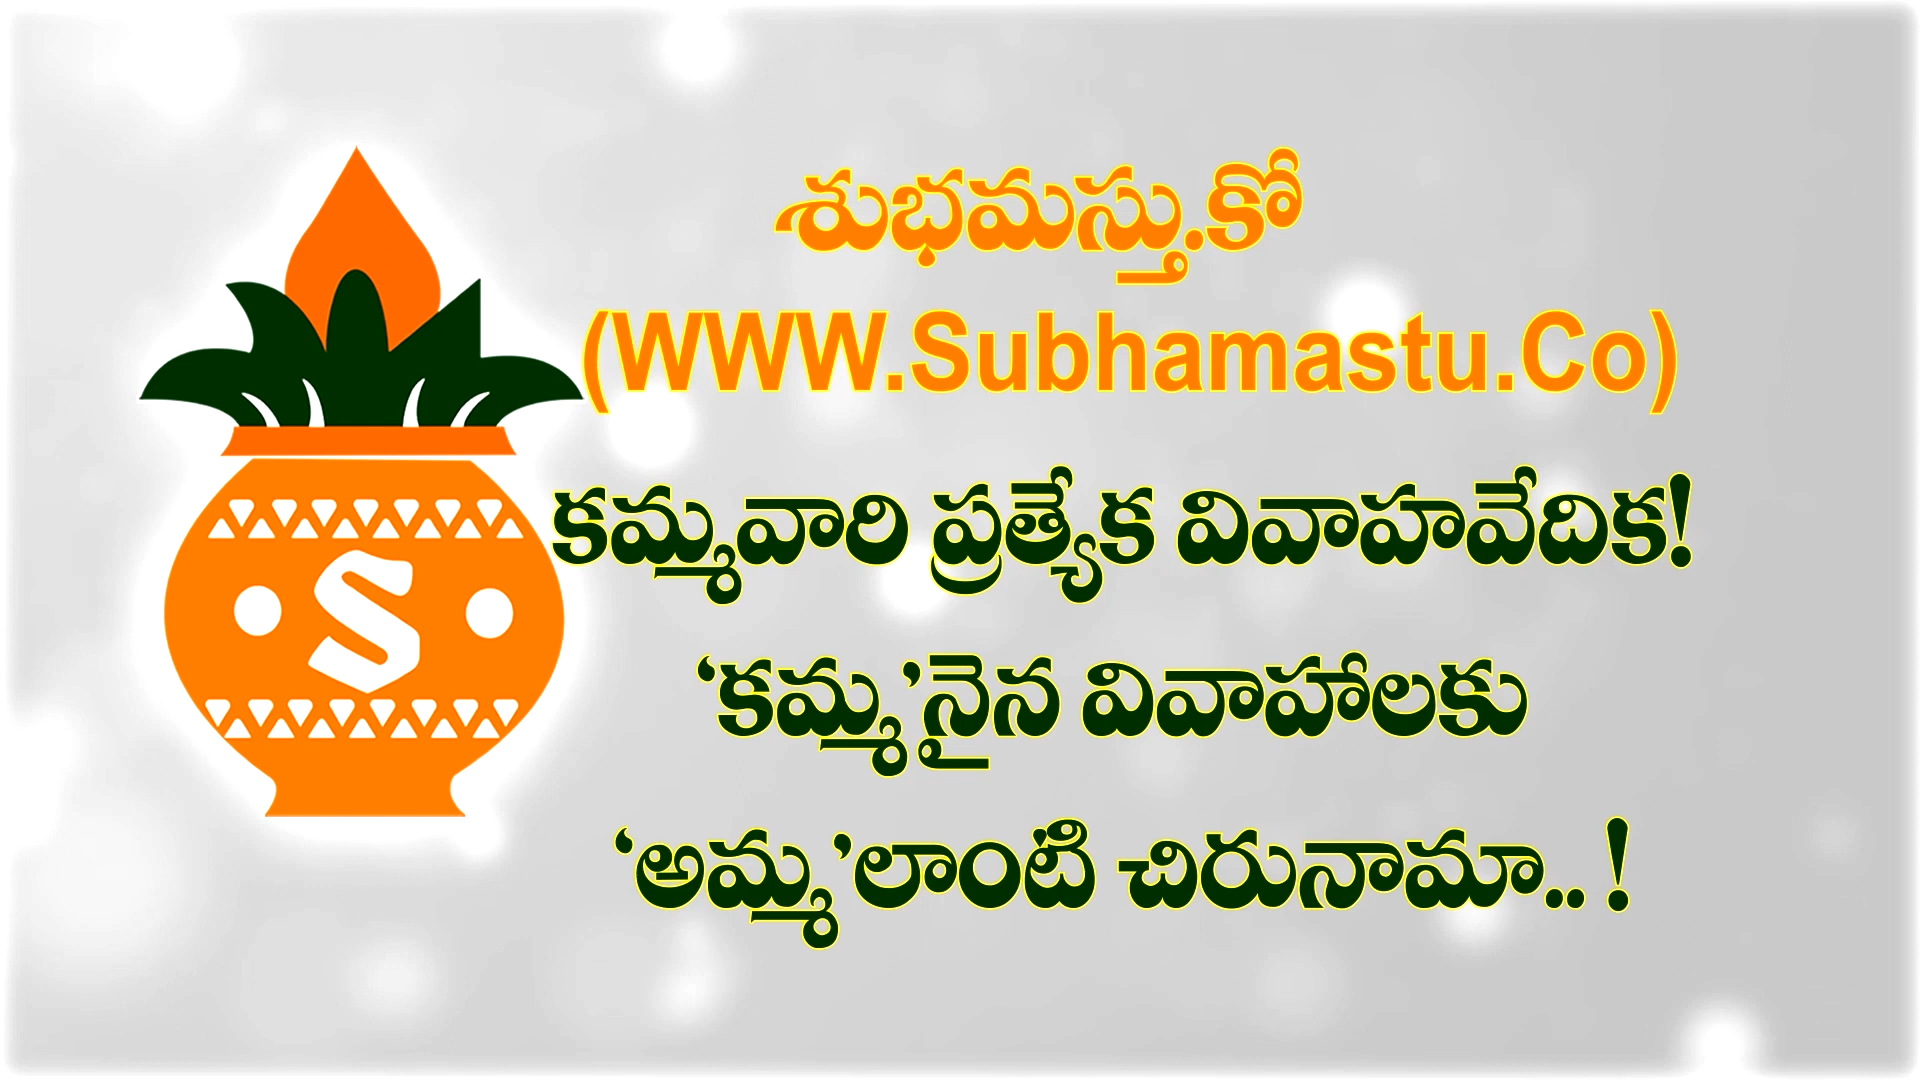 శుభమస్తు.కో
(WWW.Subhamastu.Co)
కమ్మవారి ప్రత్యేక వివాహవేదిక!
‘కమ్మ’నైన వివాహాలకు
‘అమ్మ’లాంటి చిరునామా..!
S